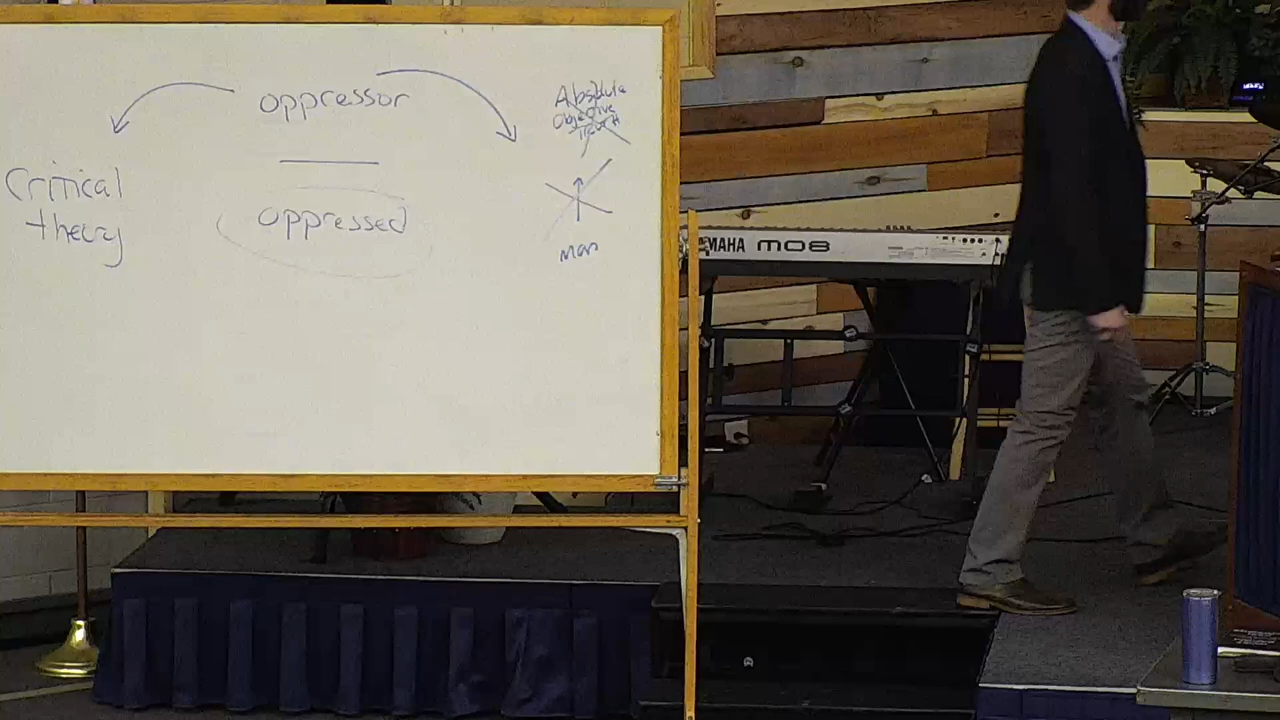 oppressor
Absolute
Objective
Truth
Critical
theory
oppressed
man
YAMAHA MO8